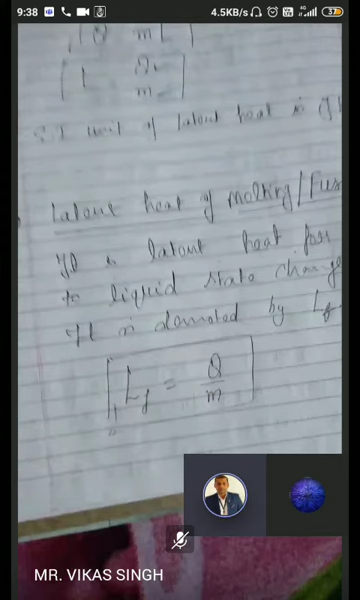 9:38
4.5KB/s
37
Q m L
L Q
m
S.I unit of latent heat is J
Latent heat of Melting/Fus
It is latent heat for
to liquid state change
It is denoted by Lf
Lf = Q
m
MR. VIKAS SINGH